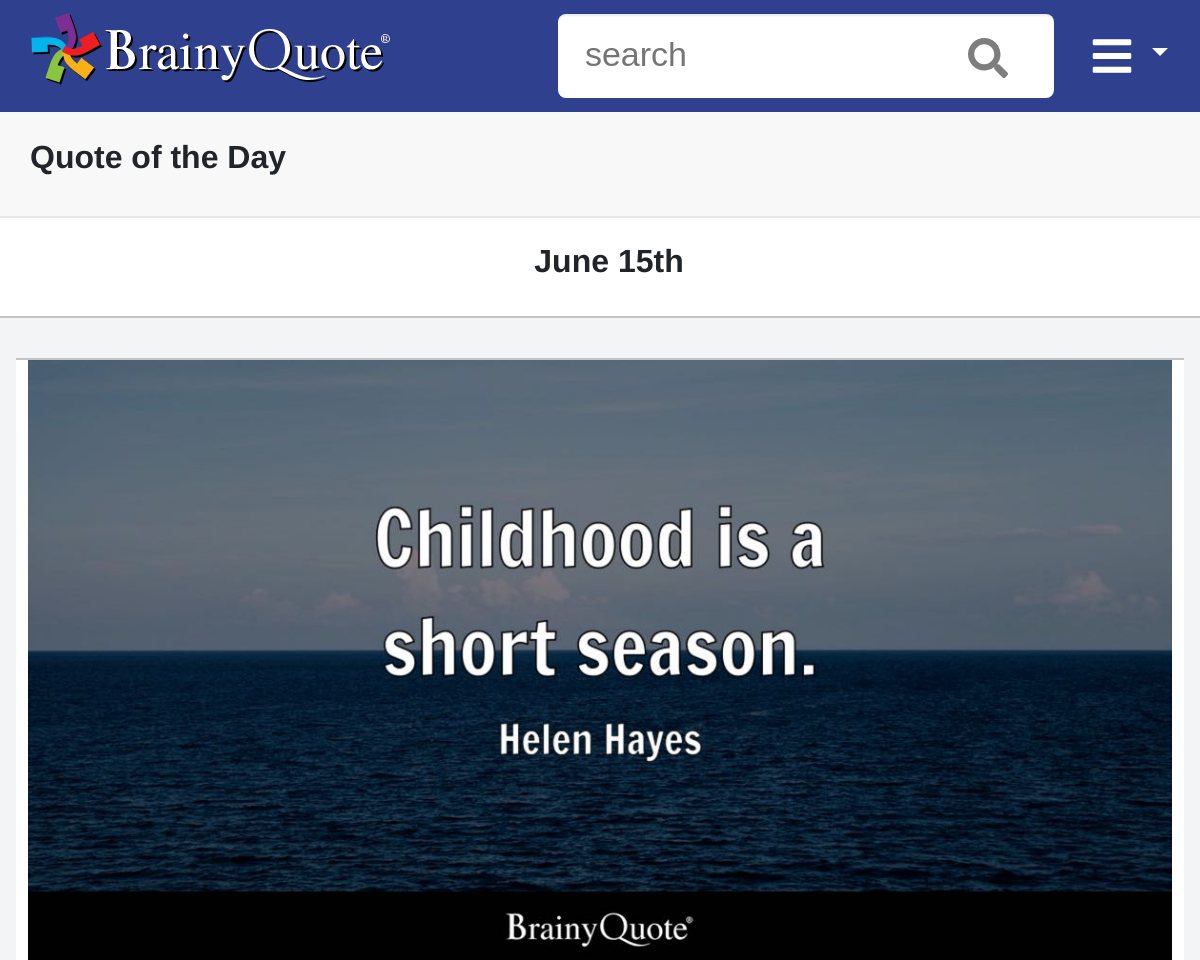 BrainyQuote®
search
Quote of the Day
June 15th
Childhood is a
short season.
Helen Hayes
BrainyQuote®